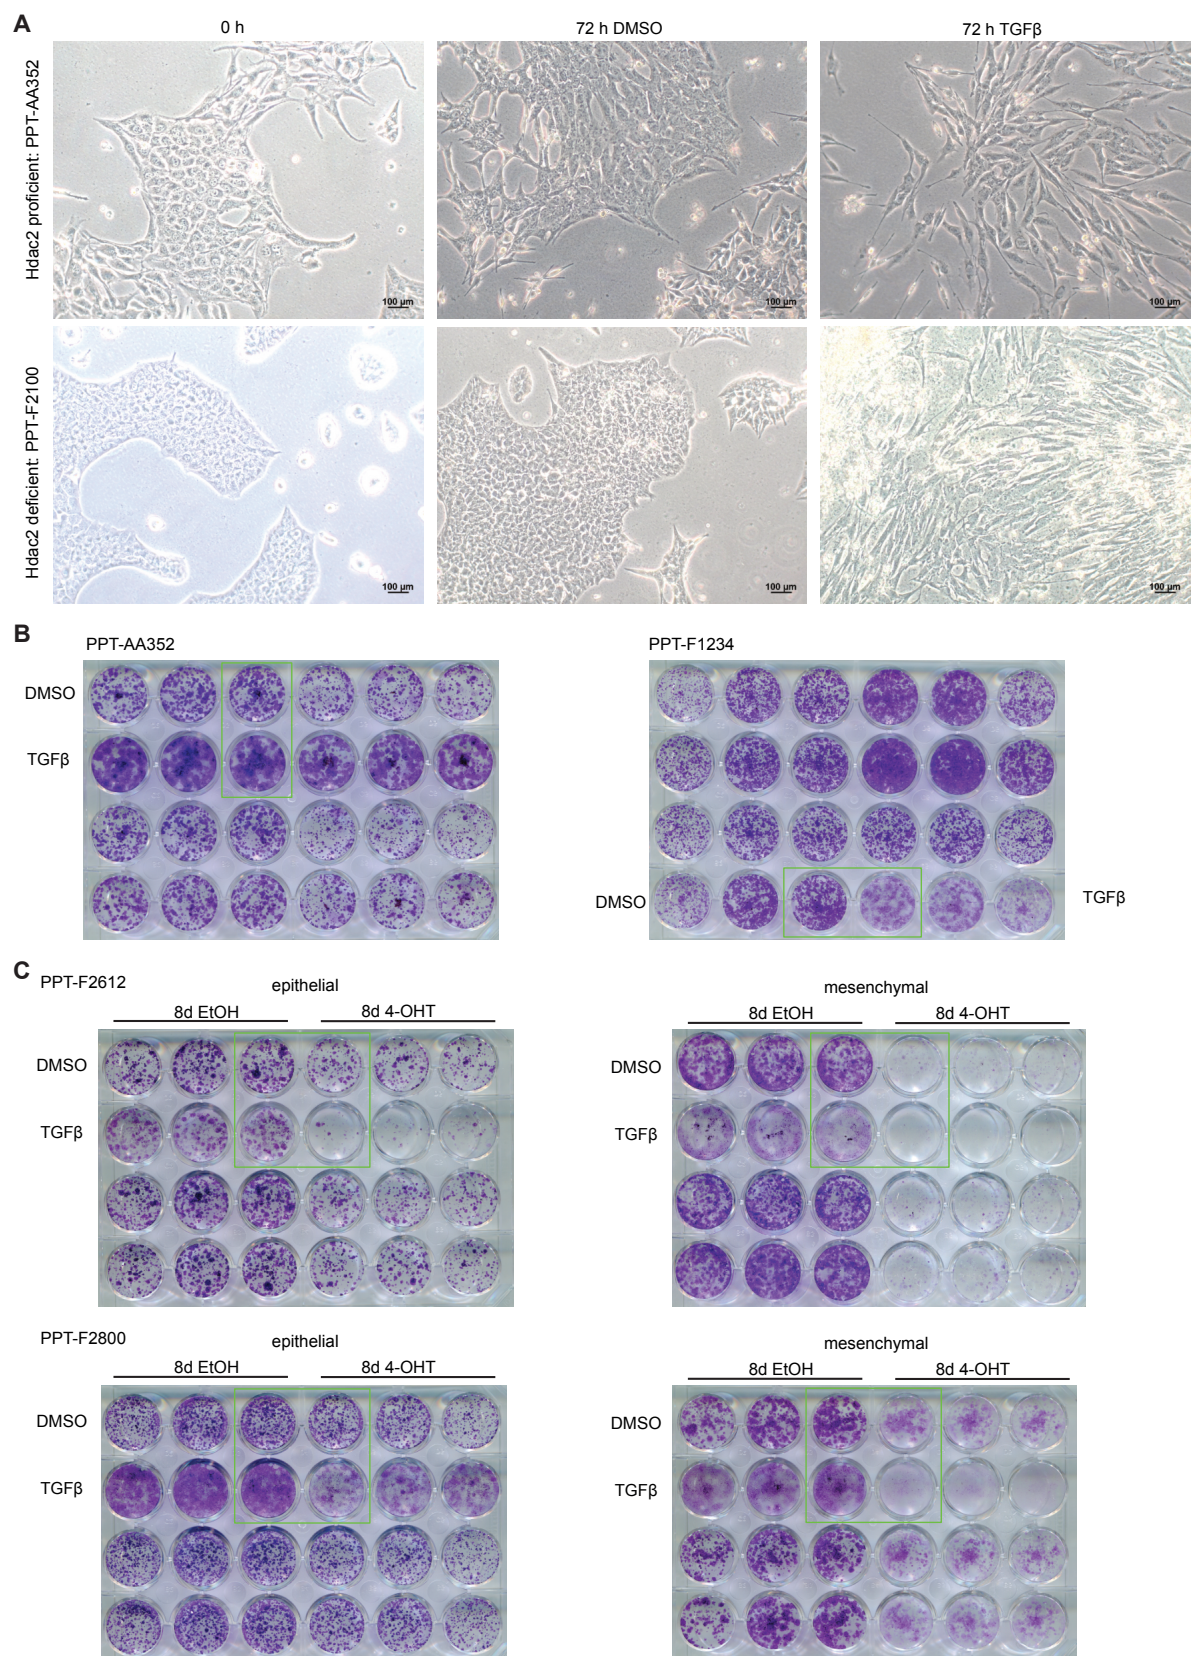 A
0 h
72 h DMSO
72 h TGFβ
Hdac2 proficient: PPT-AA352
100 µm
100 µm
100 µm
Hdac2 deficient: PPT-F2100
100 µm
100 µm
100 µm
B
PPT-AA352
PPT-F1234
DMSO
TGFβ
DMSO
TGFβ
C
PPT-F2612
epithelial
mesenchymal
8d EtOH
8d 4-OHT
8d EtOH
8d 4-OHT
DMSO
DMSO
TGFβ
TGFβ
PPT-F2800
epithelial
mesenchymal
8d EtOH
8d 4-OHT
8d EtOH
8d 4-OHT
DMSO
DMSO
TGFβ
TGFβ